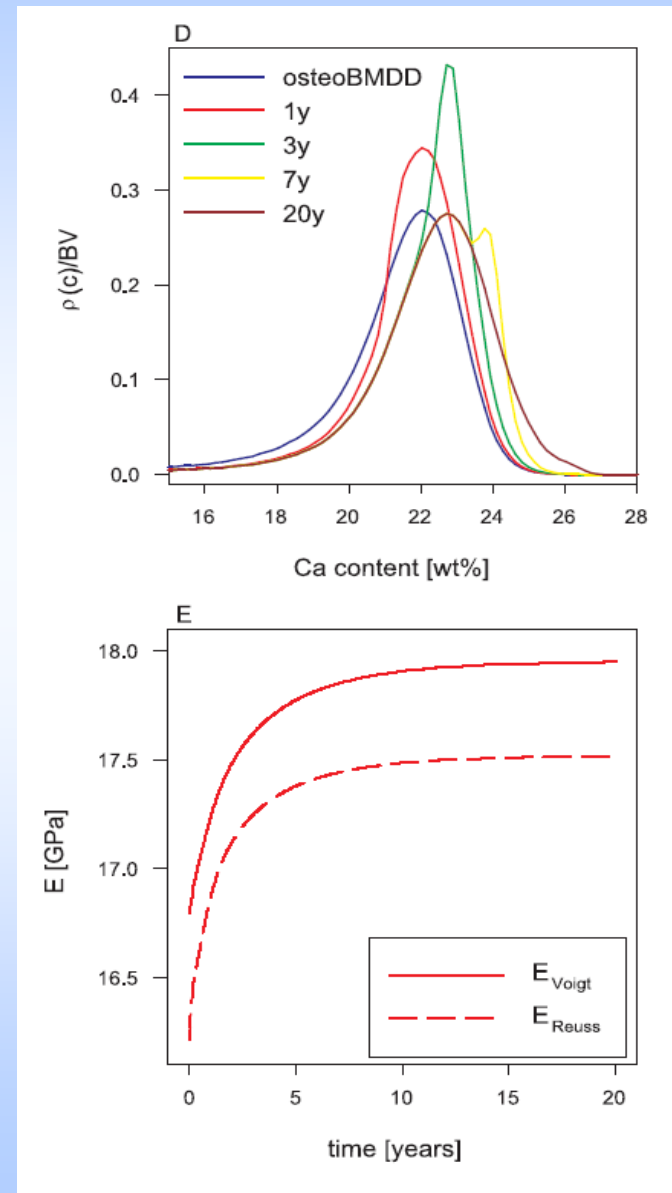 D
osteoBMDD
1y
3y
7y
20y
0.4
0.3
0.2
0.1
0.0
ρ(c)/BV
16 18 20 22 24 26 28
Ca content [wt%]
E
18.0
17.5
17.0
16.5
E [GPa]
E Voigt
E Reuss
0 5 10 15 20
time [years]